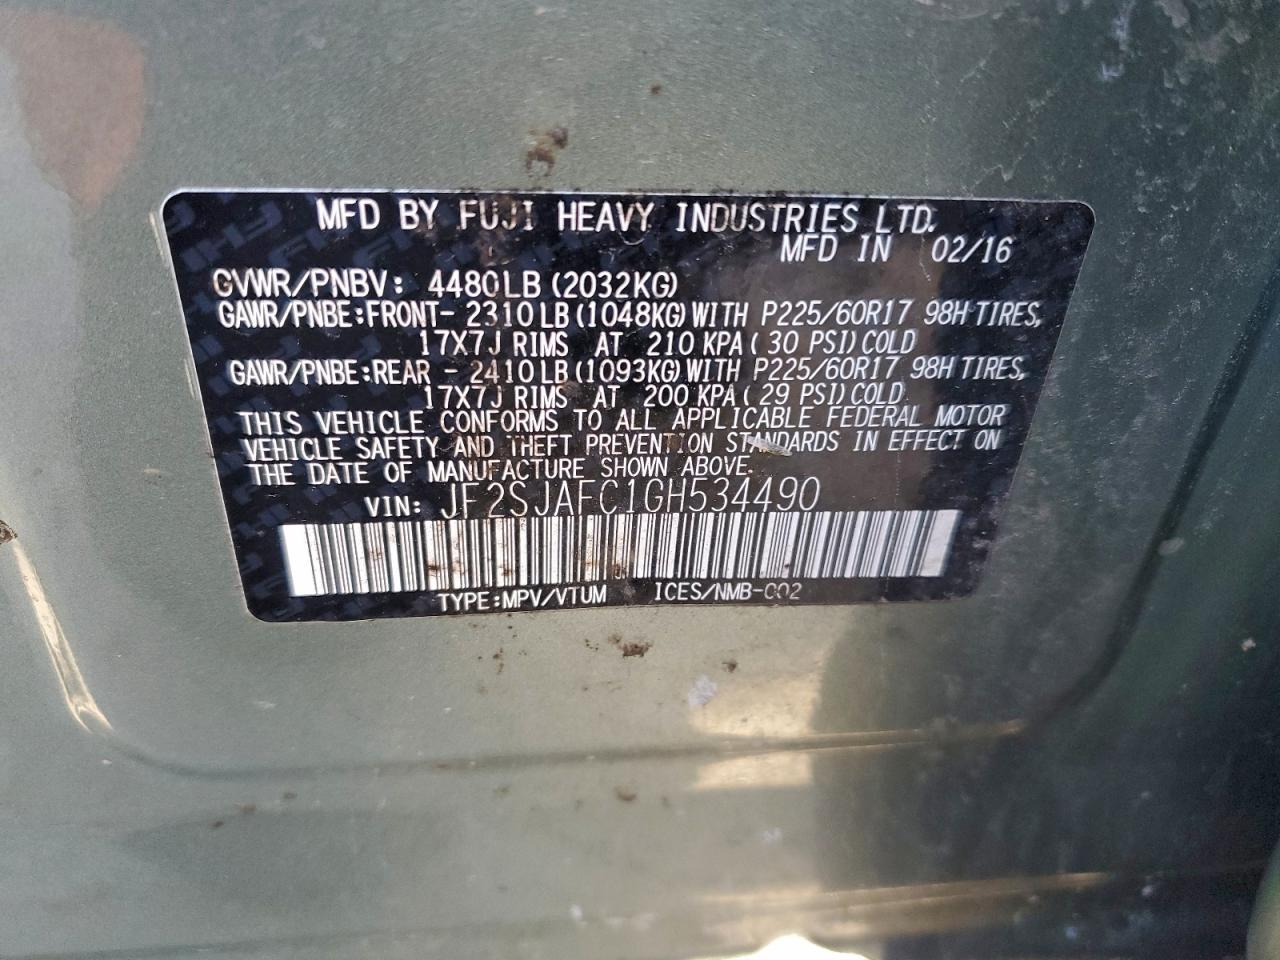 MFD BY FUJI HEAVY INDUSTRIES LTD.
MFD IN 02/16
GVWR/PNBV: 4480LB (2032KG)
GAWR/PNBE:FRONT- 2310LB(1048KG)WITH P225/60R17 98H TIRES,
17X7J RIMS AT 210 KPA(30 PSI)COLD
GAWR/PNBE:REAR - 2410LB(1093KG)WITH P225/60R17 98H TIRES,
17X7J RIMS AT 200 KPA(29 PSI)COLD.
THIS VEHICLE CONFORMS TO ALL APPLICABLE FEDERAL MOTOR
VEHICLE SAFETY AND THEFT PREVENTION STANDARDS IN EFFECT ON
THE DATE OF MANUFACTURE SHOWN ABOVE.
VIN: JF2SJAFC1GH534490
TYPE:MPV/VTUM ICES/NMB-002